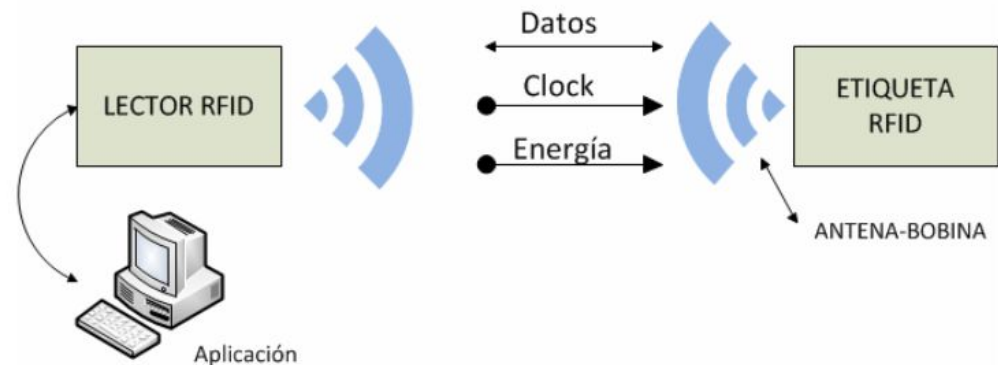 Datos
LECTOR RFID
Clock
ETIQUETA
RFID
Energía
ANTENA-BOBINA
Aplicación